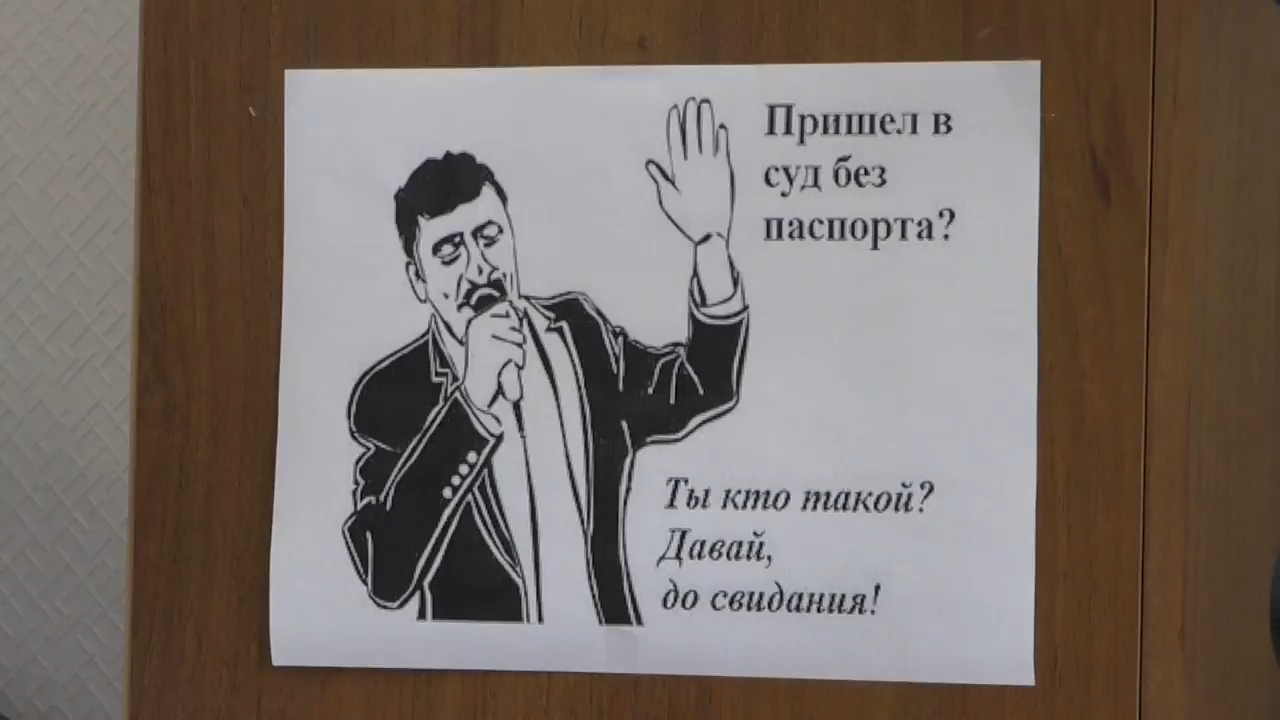 Пришел в
суд без
паспорта?
Ты кто такой?
Давай,
до свидания!